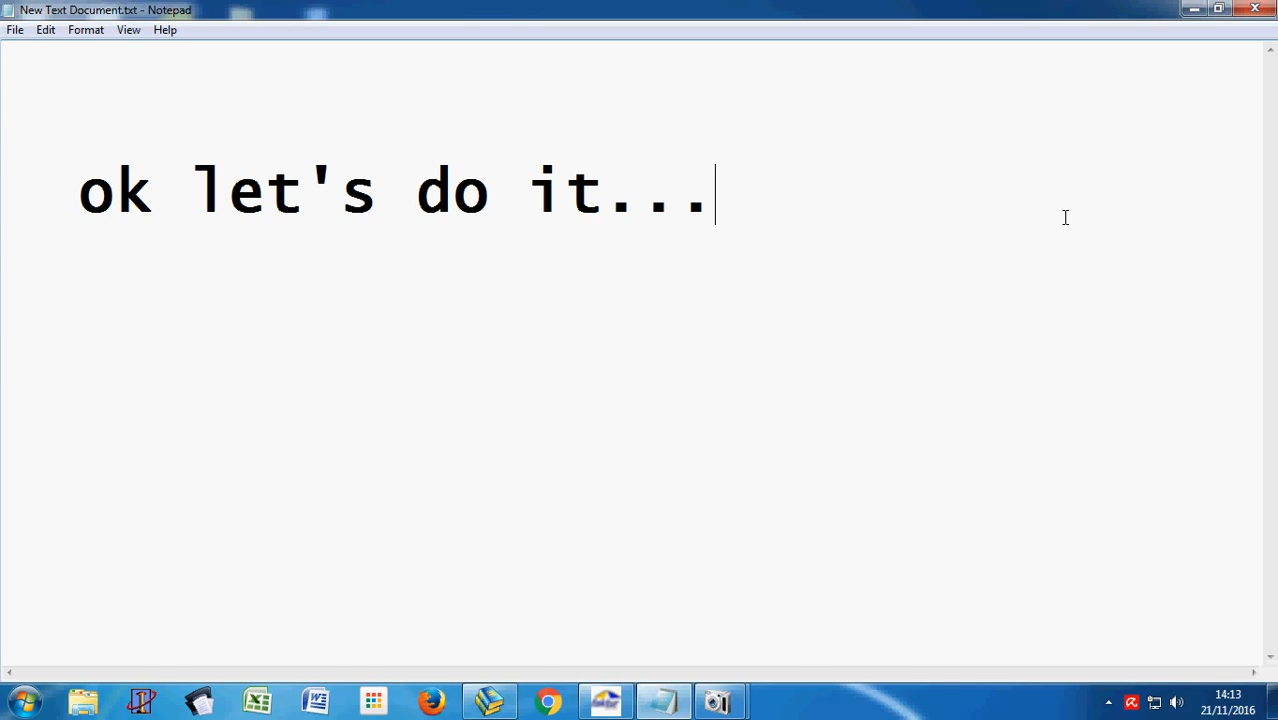 New Text Document.txt - Notepad
File Edit Format View Help
ok let's do it...
14:13
21/11/2016